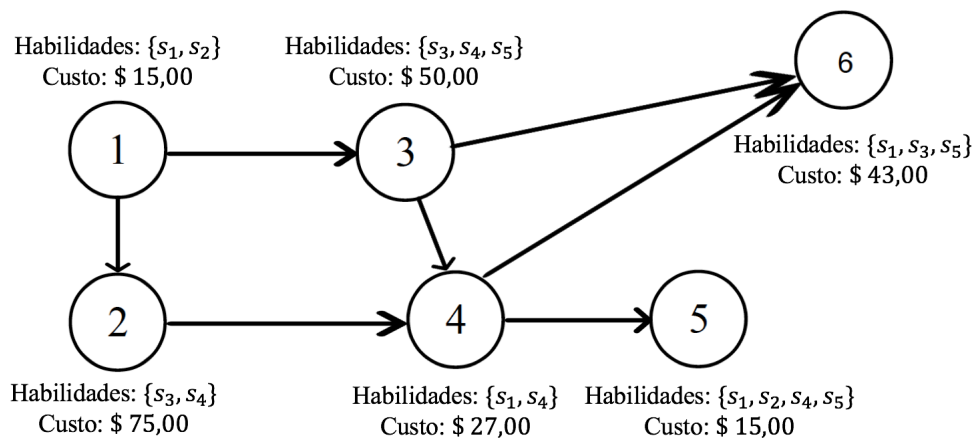 Habilidades: {s₁, s₂}
Custo: $ 15,00
Habilidades: {s₃, s₄, s₅}
Custo: $ 50,00
6
1
3
Habilidades: {s₁, s₃, s₅}
Custo: $ 43,00
2
4
5
Habilidades: {s₃, s₄}
Custo: $ 75,00
Habilidades: {s₁, s₄}
Custo: $ 27,00
Habilidades: {s₁, s₂, s₄, s₅}
Custo: $ 15,00